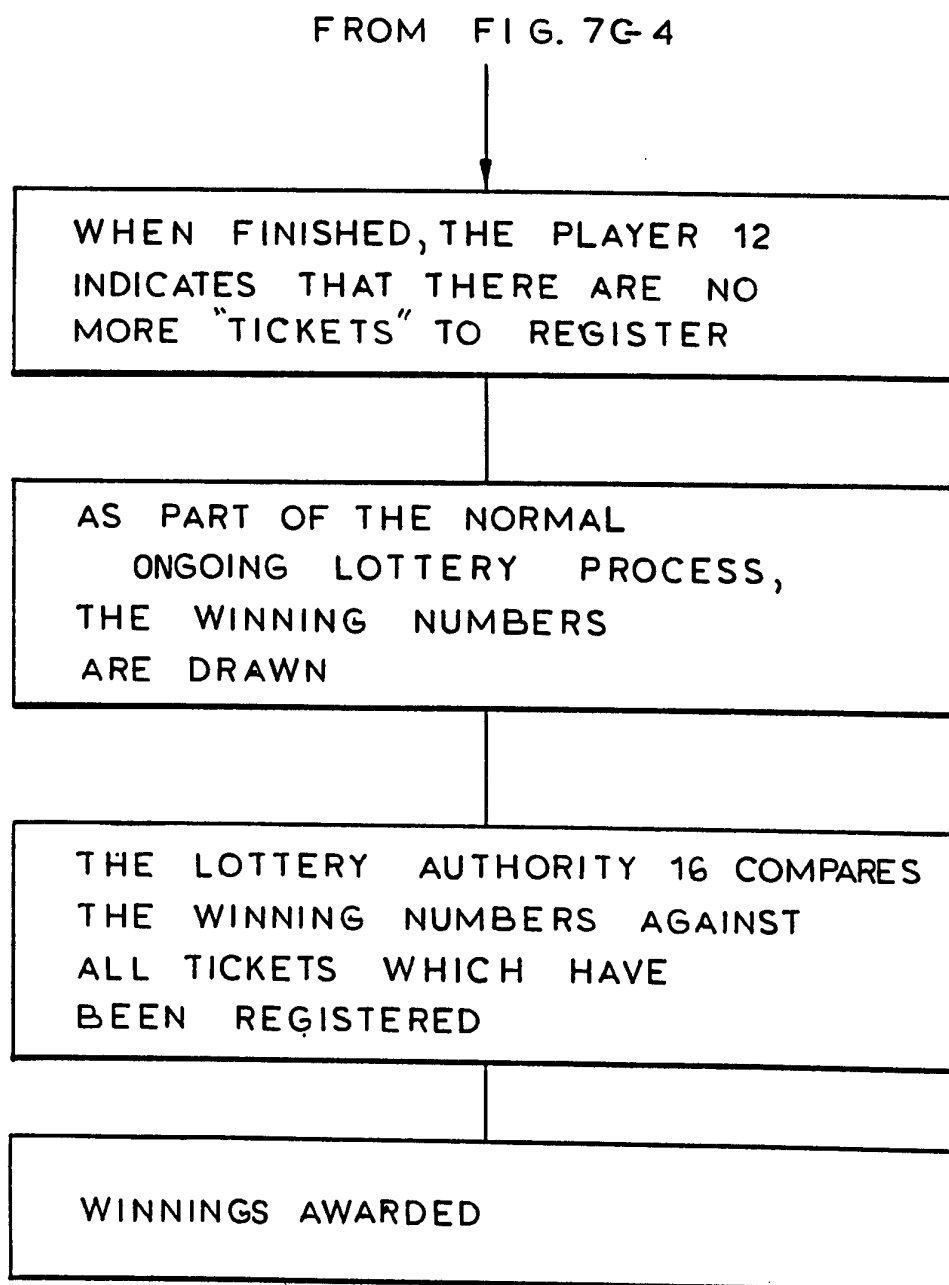 FROM FIG. 7C-4
WHEN FINISHED, THE PLAYER 12
INDICATES THAT THERE ARE NO
MORE "TICKETS" TO REGISTER
AS PART OF THE NORMAL
ONGOING LOTTERY PROCESS,
THE WINNING NUMBERS
ARE DRAWN
THE LOTTERY AUTHORITY 16 COMPARES
THE WINNING NUMBERS AGAINST
ALL TICKETS WHICH HAVE
BEEN REGISTERED
WINNINGS AWARDED